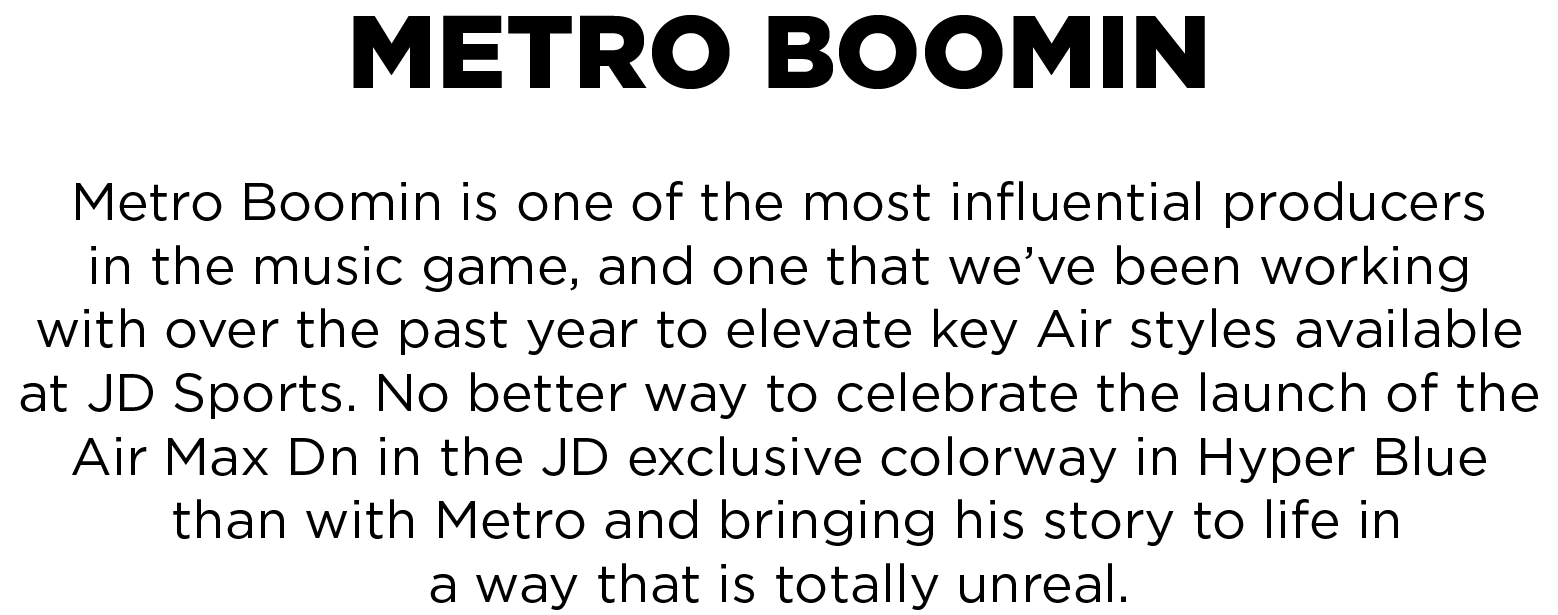 METRO BOOMIN
Metro Boomin is one of the most influential producers
in the music game, and one that we’ve been working
with over the past year to elevate key Air styles available
at JD Sports. No better way to celebrate the launch of the
Air Max Dn in the JD exclusive colorway in Hyper Blue
than with Metro and bringing his story to life in
a way that is totally unreal.